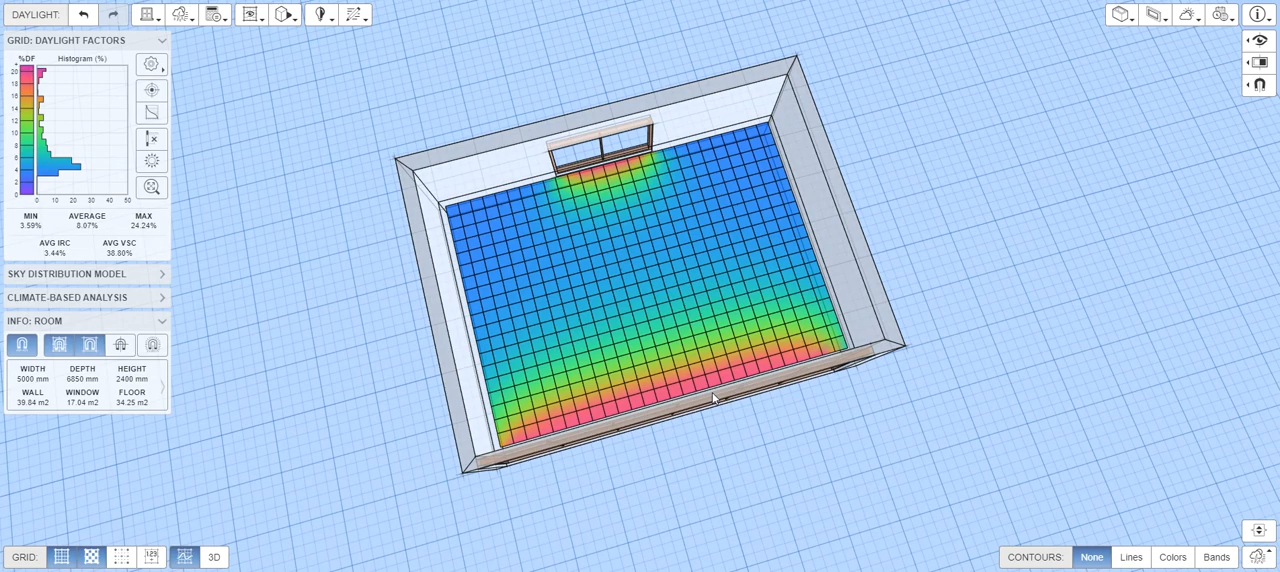 DAYLIGHT:
GRID: DAYLIGHT FACTORS
%DF Histogram (%)
20
18
16
14
12
10
8
6
4
2
0
0 10 20 30 40 50
MIN AVERAGE MAX
3.59% 8.07% 24.24%
AVG IRC AVG VSC
3.44% 38.80%
SKY DISTRIBUTION MODEL
CLIMATE-BASED ANALYSIS
INFO: ROOM
WIDTH DEPTH HEIGHT
5000 mm 6850 mm 2400 mm
WALL WINDOW FLOOR
39.84 m2 17.04 m2 34.25 m2
GRID: 123 3D
CONTOURS: None Lines Colors Bands